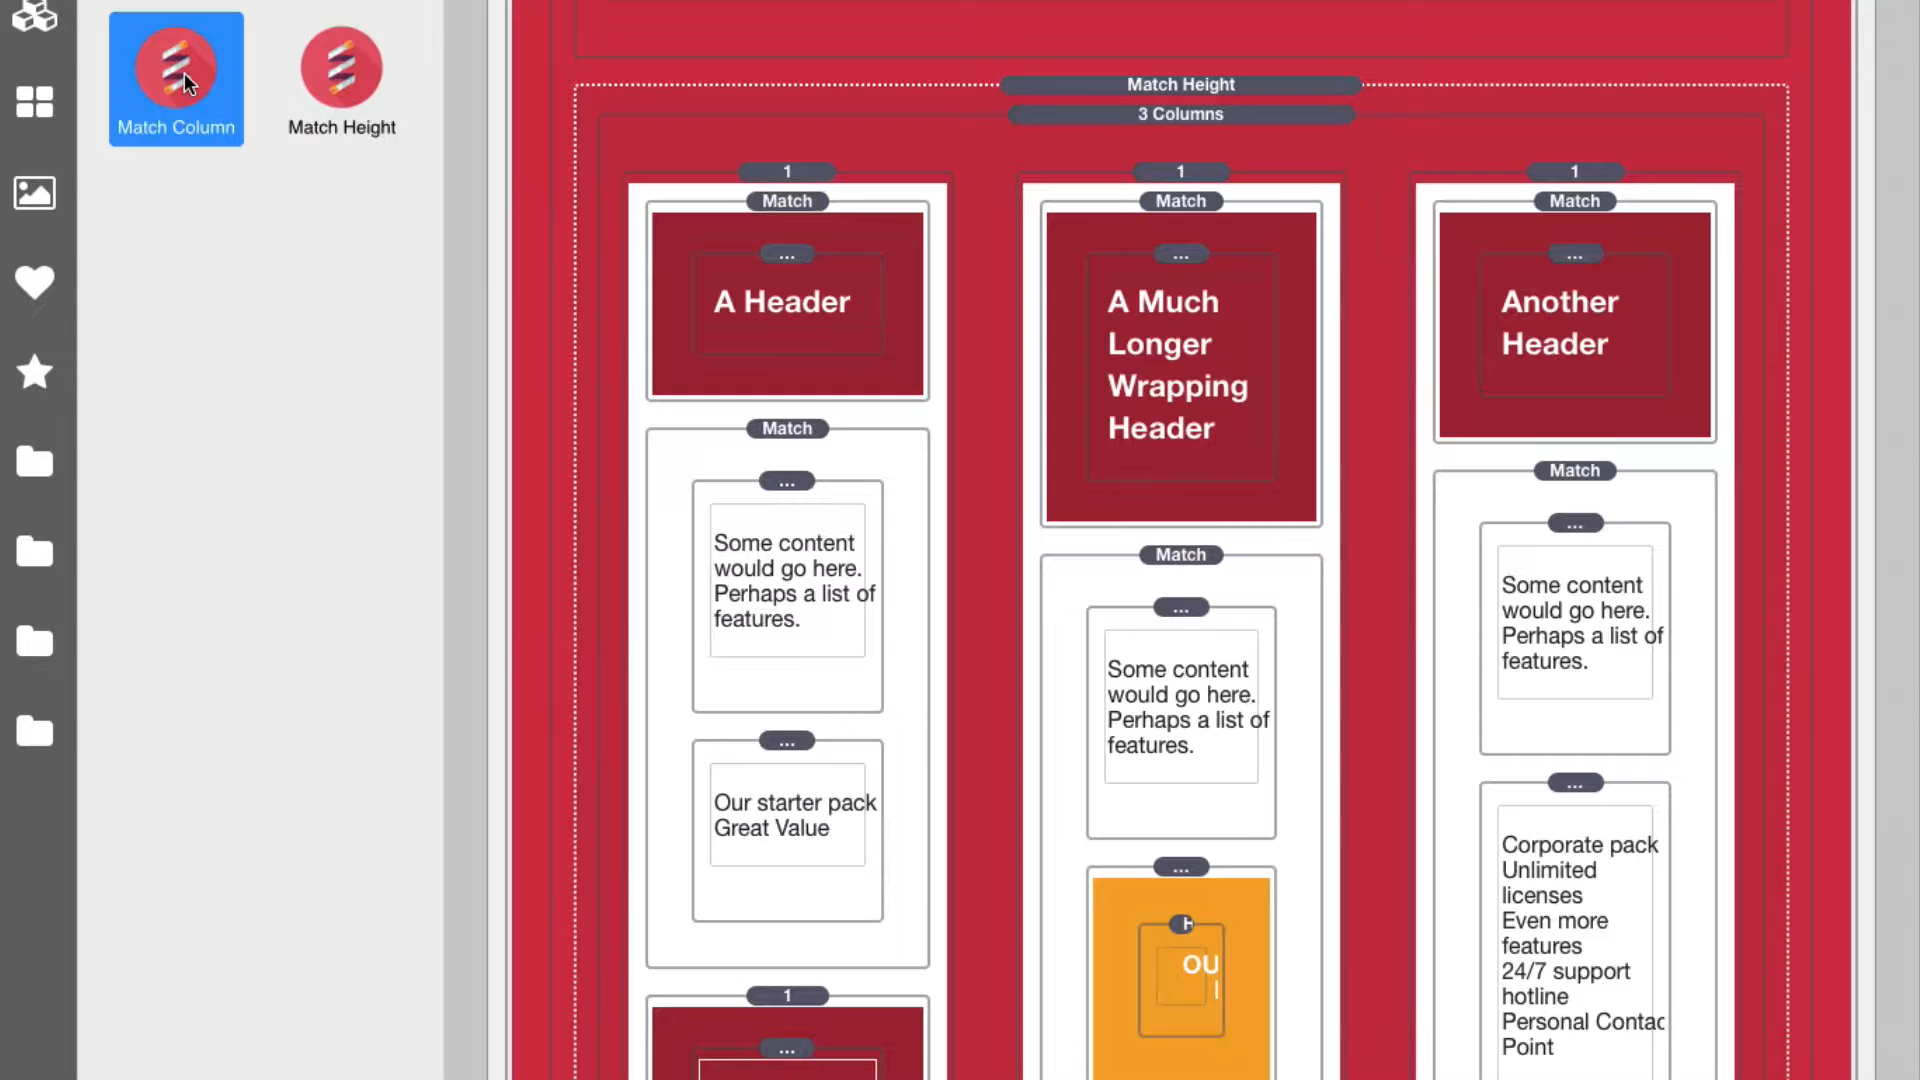 Match Column
Match Height
Match Height
3 Columns
1
Match
...
A Header
Match
...
Some content
would go here.
Perhaps a list of
features.
...
Our starter pack
Great Value
1
...
1
Match
...
A Much
Longer
Wrapping
Header
Match
...
Some content
would go here.
Perhaps a list of
features.
...
H
OU
1
Match
...
Another
Header
Match
...
Some content
would go here.
Perhaps a list of
features.
...
Corporate pack
Unlimited
licenses
Even more
features
24/7 support
hotline
Personal Contac
Point